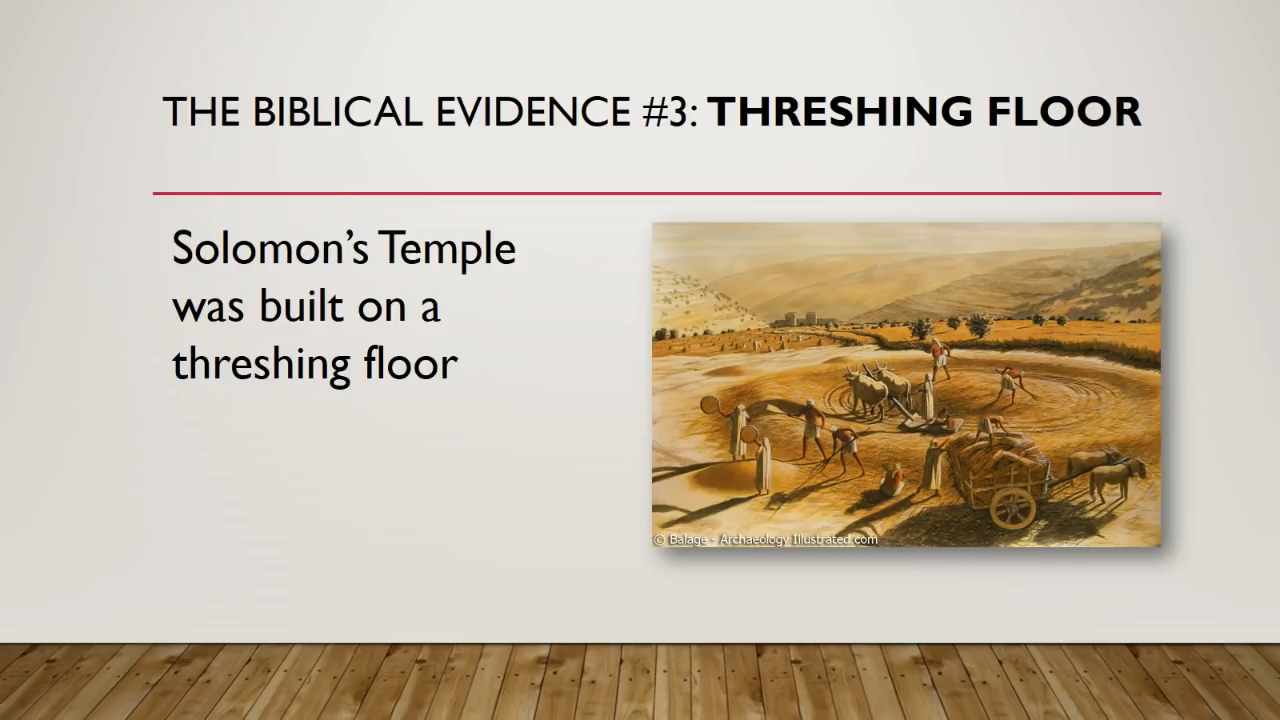 THE BIBLICAL EVIDENCE #3: THRESHING FLOOR
Solomon’s Temple
was built on a
threshing floor
© Balage - Archaeology Illustrated.com